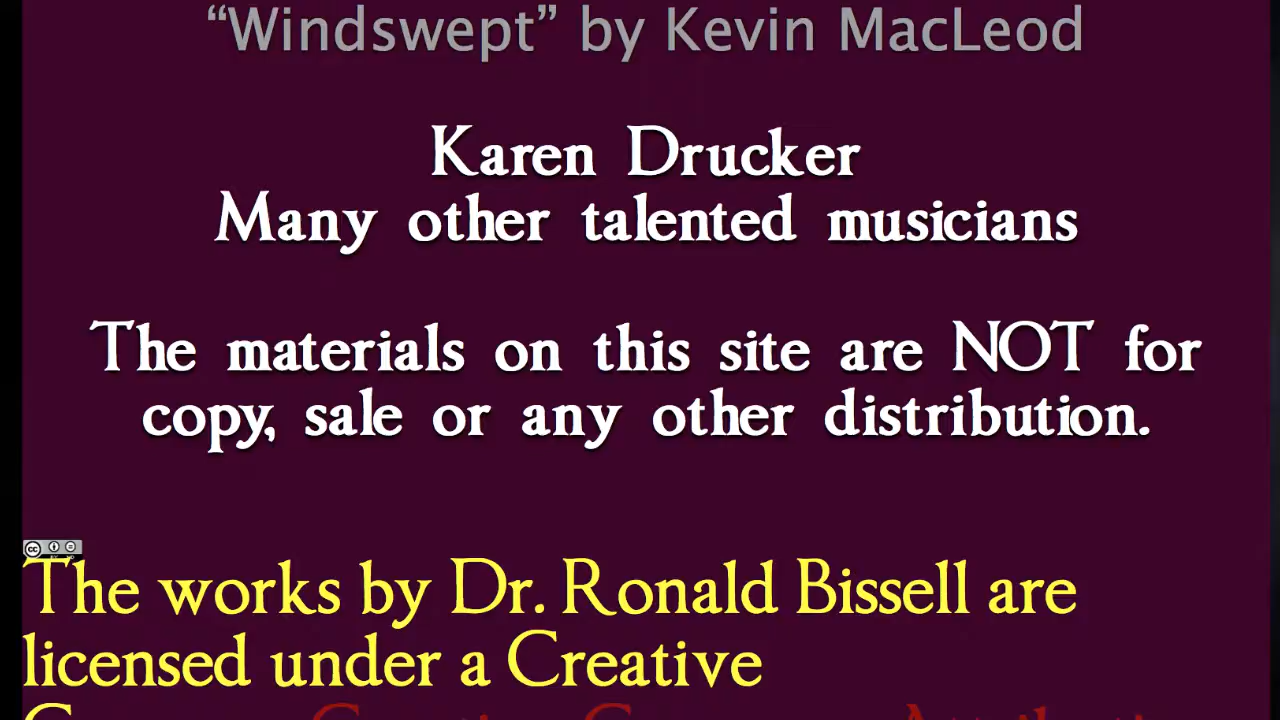 “Windswept” by Kevin MacLeod
Karen Drucker
Many other talented musicians
The materials on this site are NOT for
copy, sale or any other distribution.
cc
The works by Dr. Ronald Bissell are
licensed under a Creative